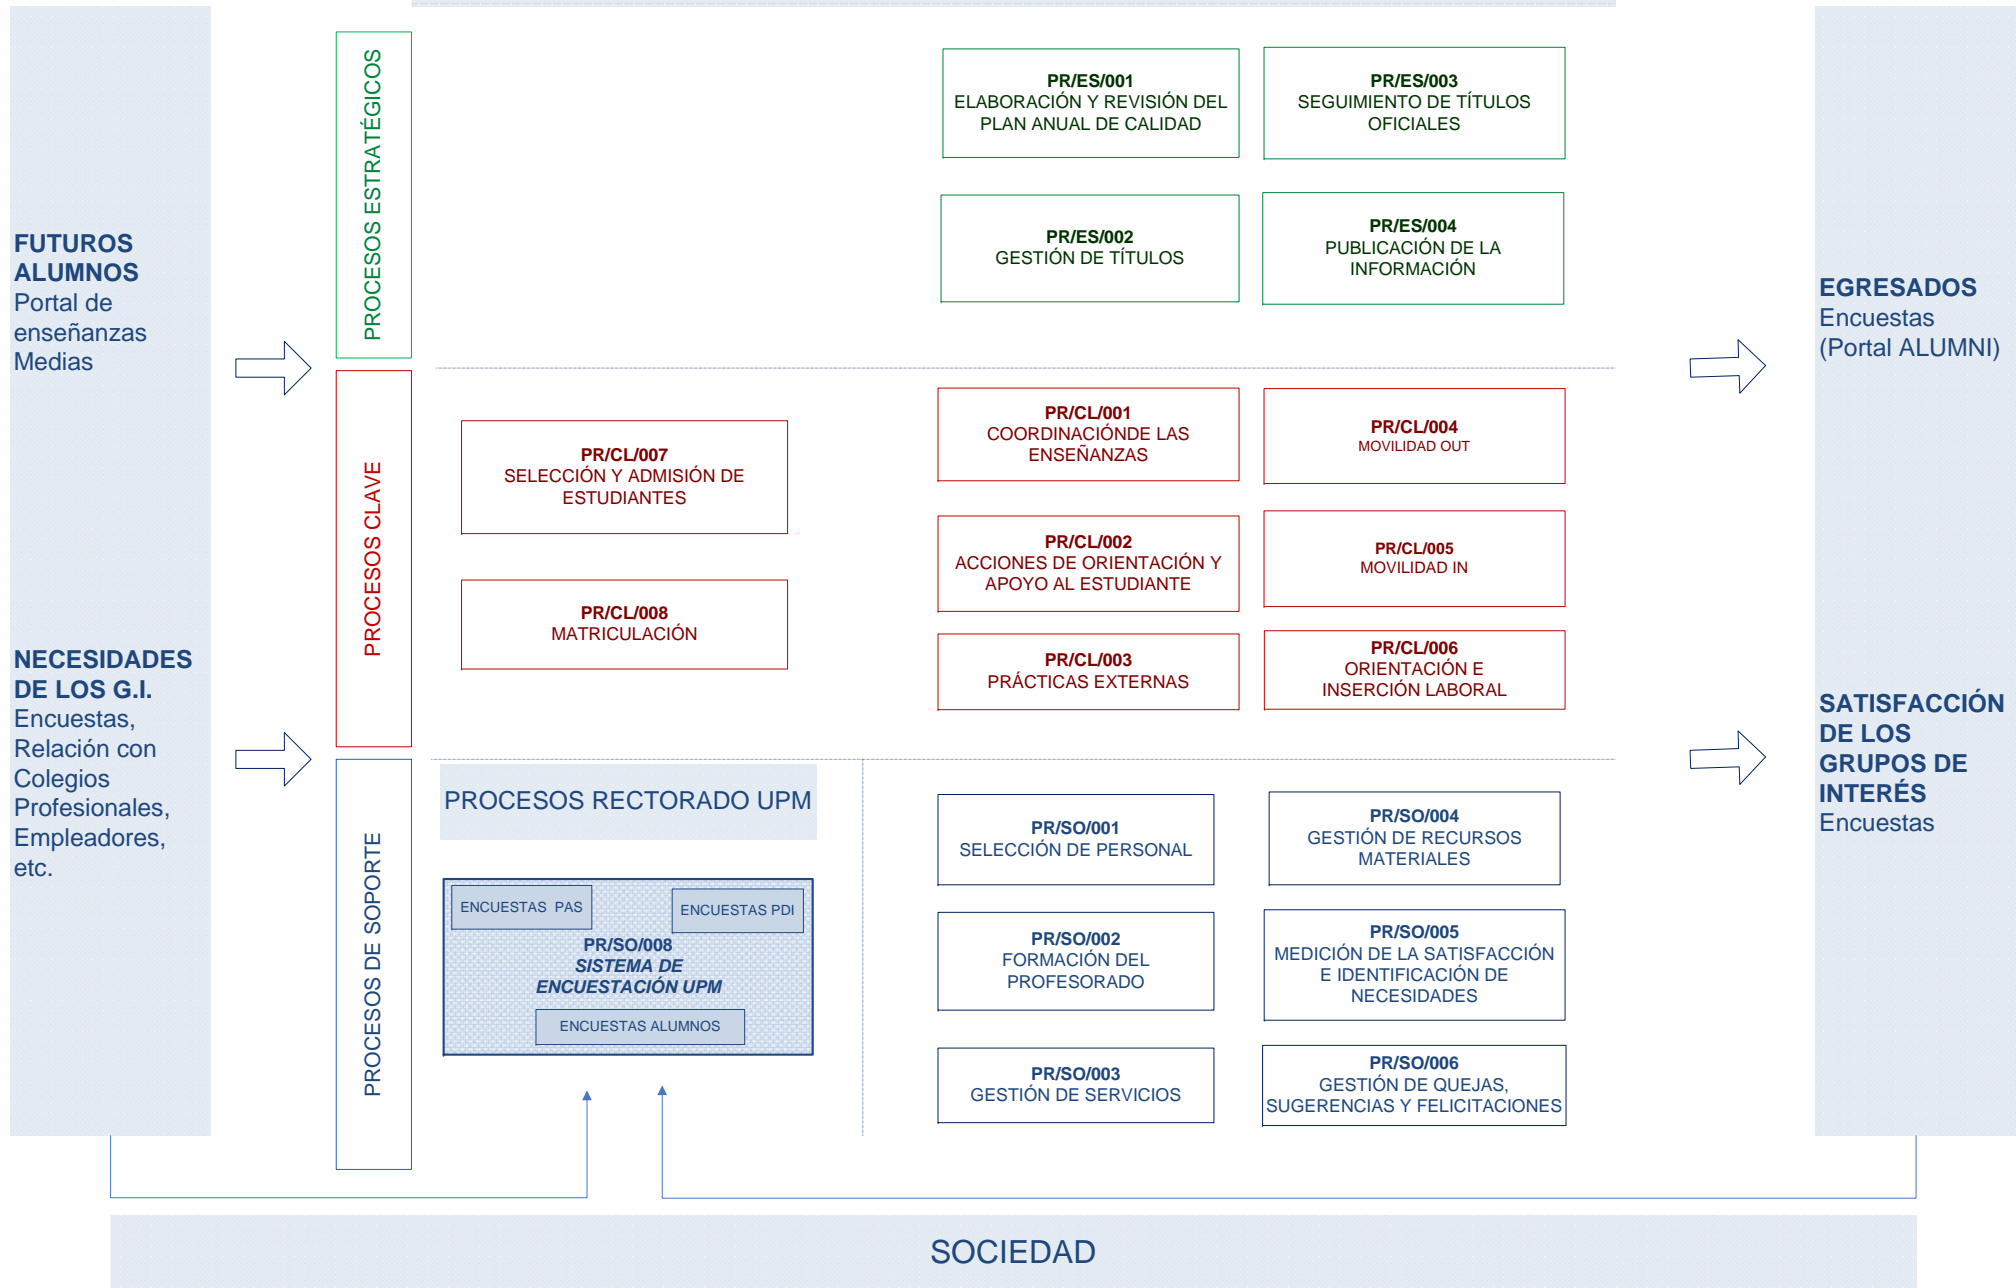 FUTUROS
ALUMNOS
Portal de
enseñanzas
Medias
NECESIDADES
DE LOS G.I.
Encuestas,
Relación con
Colegios
Profesionales,
Empleadores,
etc.
PROCESOS ESTRATÉGICOS
PR/ES/001
ELABORACIÓN Y REVISIÓN DEL
PLAN ANUAL DE CALIDAD
PR/ES/003
SEGUIMIENTO DE TÍTULOS
OFICIALES
PR/ES/002
GESTIÓN DE TÍTULOS
PR/ES/004
PUBLICACIÓN DE LA
INFORMACIÓN
PROCESOS CLAVE
PR/CL/007
SELECCIÓN Y ADMISIÓN DE
ESTUDIANTES
PR/CL/008
MATRICULACIÓN
PR/CL/001
COORDINACIÓNDE LAS
ENSEÑANZAS
PR/CL/004
MOVILIDAD OUT
PR/CL/002
ACCIONES DE ORIENTACIÓN Y
APOYO AL ESTUDIANTE
PR/CL/005
MOVILIDAD IN
PR/CL/003
PRÁCTICAS EXTERNAS
PR/CL/006
ORIENTACIÓN E
INSERCIÓN LABORAL
PROCESOS DE SOPORTE
PROCESOS RECTORADO UPM
ENCUESTAS PAS
ENCUESTAS PDI
PR/SO/008
SISTEMA DE
ENCUESTACIÓN UPM
ENCUESTAS ALUMNOS
PR/SO/001
SELECCIÓN DE PERSONAL
PR/SO/004
GESTIÓN DE RECURSOS
MATERIALES
PR/SO/002
FORMACIÓN DEL
PROFESORADO
PR/SO/005
MEDICIÓN DE LA SATISFACCIÓN
E IDENTIFICACIÓN DE
NECESIDADES
PR/SO/003
GESTIÓN DE SERVICIOS
PR/SO/006
GESTIÓN DE QUEJAS,
SUGERENCIAS Y FELICITACIONES
EGRESADOS
Encuestas
(Portal ALUMNI)
SATISFACCIÓN
DE LOS
GRUPOS DE
INTERÉS
Encuestas
SOCIEDAD